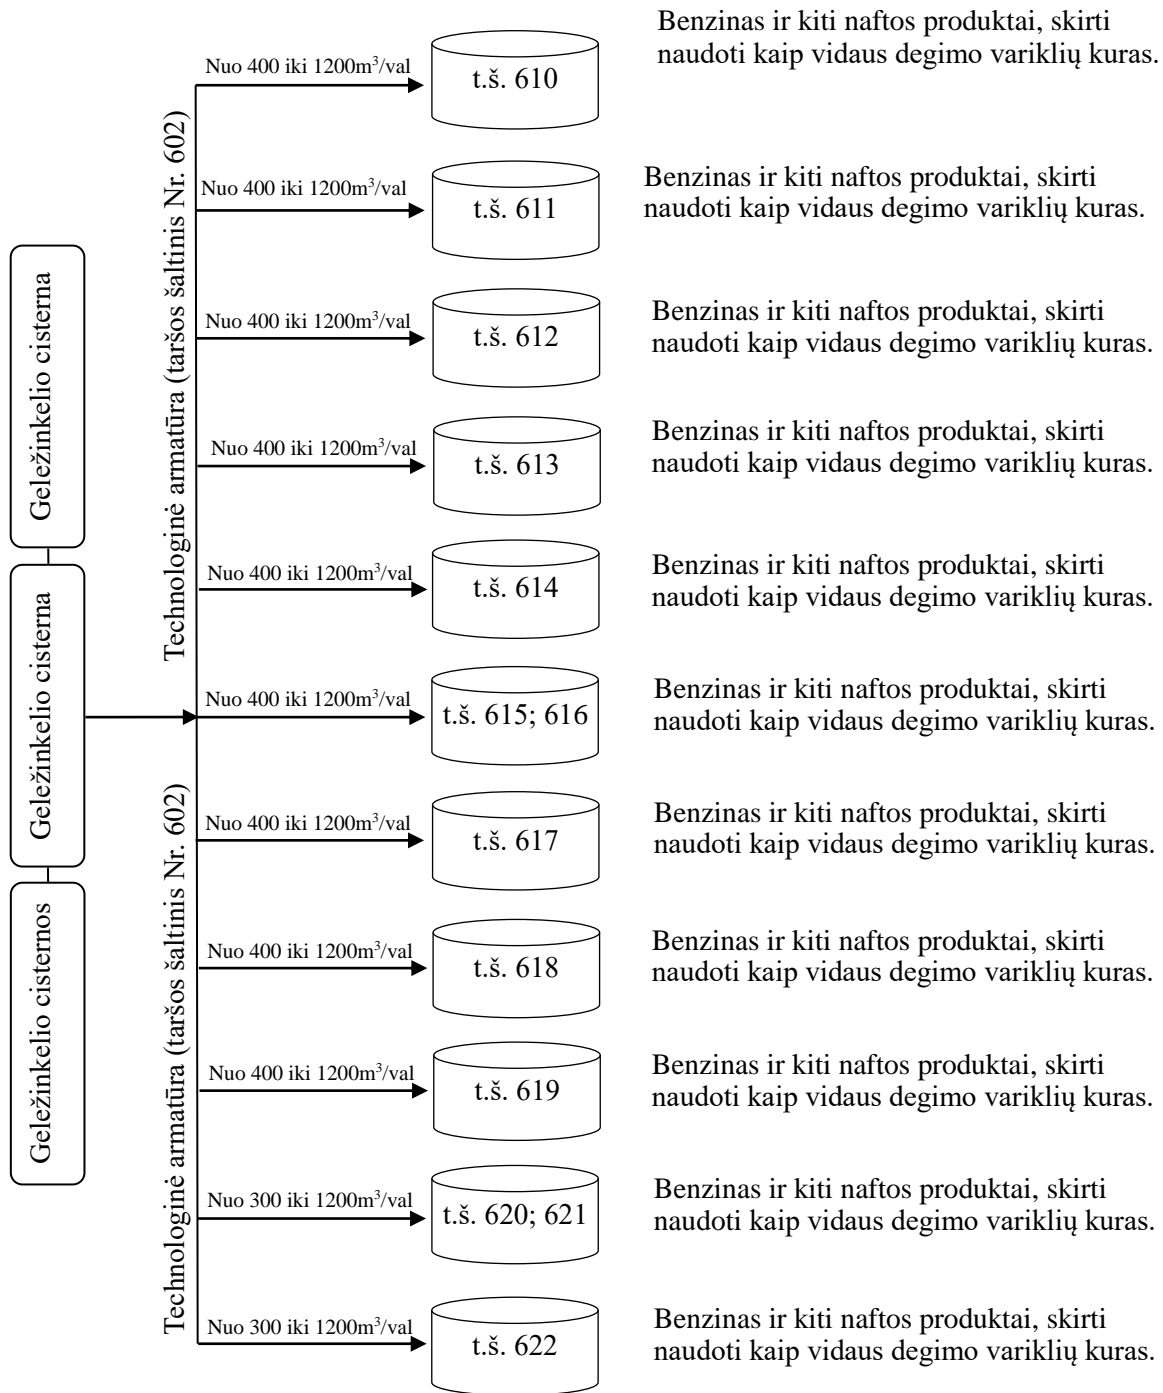 Geležinkelio cisterna
Geležinkelio cisterna
Geležinkelio cisternos
Technologinė armatūra (taršos šaltinis Nr. 602)
Technologinė armatūra (taršos šaltinis Nr. 602)
Nuo 400 iki 1200m³/val
t.š. 610
Benzinas ir kiti naftos produktai, skirti
naudoti kaip vidaus degimo variklių kuras.
Nuo 400 iki 1200m³/val
t.š. 611
Benzinas ir kiti naftos produktai, skirti
naudoti kaip vidaus degimo variklių kuras.
Nuo 400 iki 1200m³/val
t.š. 612
Benzinas ir kiti naftos produktai, skirti
naudoti kaip vidaus degimo variklių kuras.
Nuo 400 iki 1200m³/val
t.š. 613
Benzinas ir kiti naftos produktai, skirti
naudoti kaip vidaus degimo variklių kuras.
Nuo 400 iki 1200m³/val
t.š. 614
Benzinas ir kiti naftos produktai, skirti
naudoti kaip vidaus degimo variklių kuras.
Nuo 400 iki 1200m³/val
t.š. 615; 616
Benzinas ir kiti naftos produktai, skirti
naudoti kaip vidaus degimo variklių kuras.
Nuo 400 iki 1200m³/val
t.š. 617
Benzinas ir kiti naftos produktai, skirti
naudoti kaip vidaus degimo variklių kuras.
Nuo 400 iki 1200m³/val
t.š. 618
Benzinas ir kiti naftos produktai, skirti
naudoti kaip vidaus degimo variklių kuras.
Nuo 400 iki 1200m³/val
t.š. 619
Benzinas ir kiti naftos produktai, skirti
naudoti kaip vidaus degimo variklių kuras.
Nuo 300 iki 1200m³/val
t.š. 620; 621
Benzinas ir kiti naftos produktai, skirti
naudoti kaip vidaus degimo variklių kuras.
Nuo 300 iki 1200m³/val
t.š. 622
Benzinas ir kiti naftos produktai, skirti
naudoti kaip vidaus degimo variklių kuras.